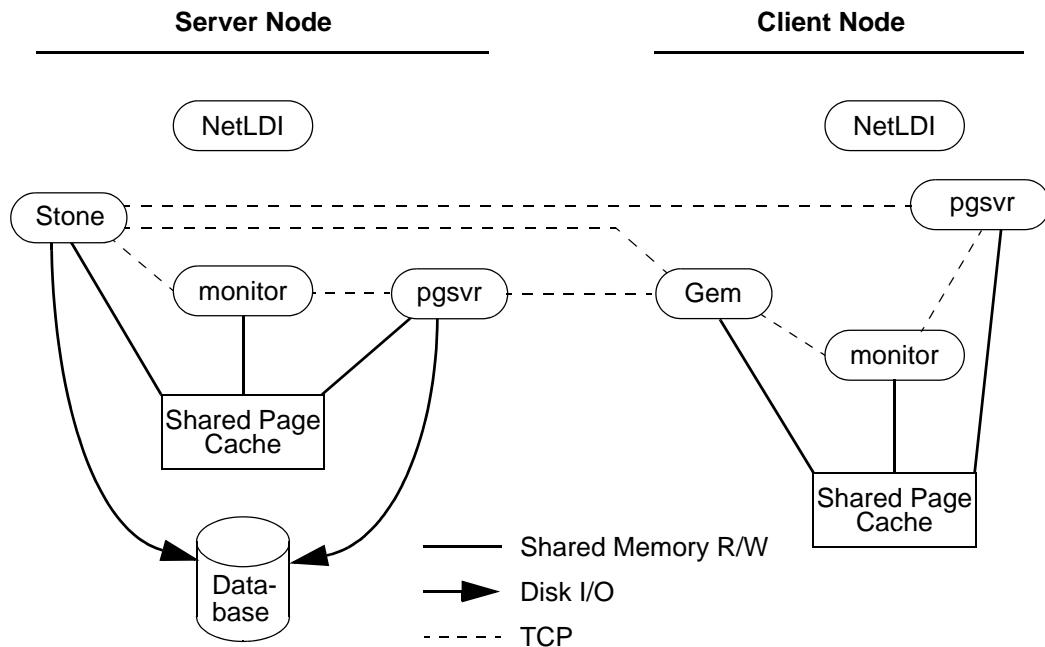 Server Node
Client Node
NetLDI
NetLDI
Stone
pgsvr
monitor
pgsvr
Gem
monitor
Shared Page
Cache
Shared Page
Cache
Data-
base
Shared Memory R/W
Disk I/O
TCP